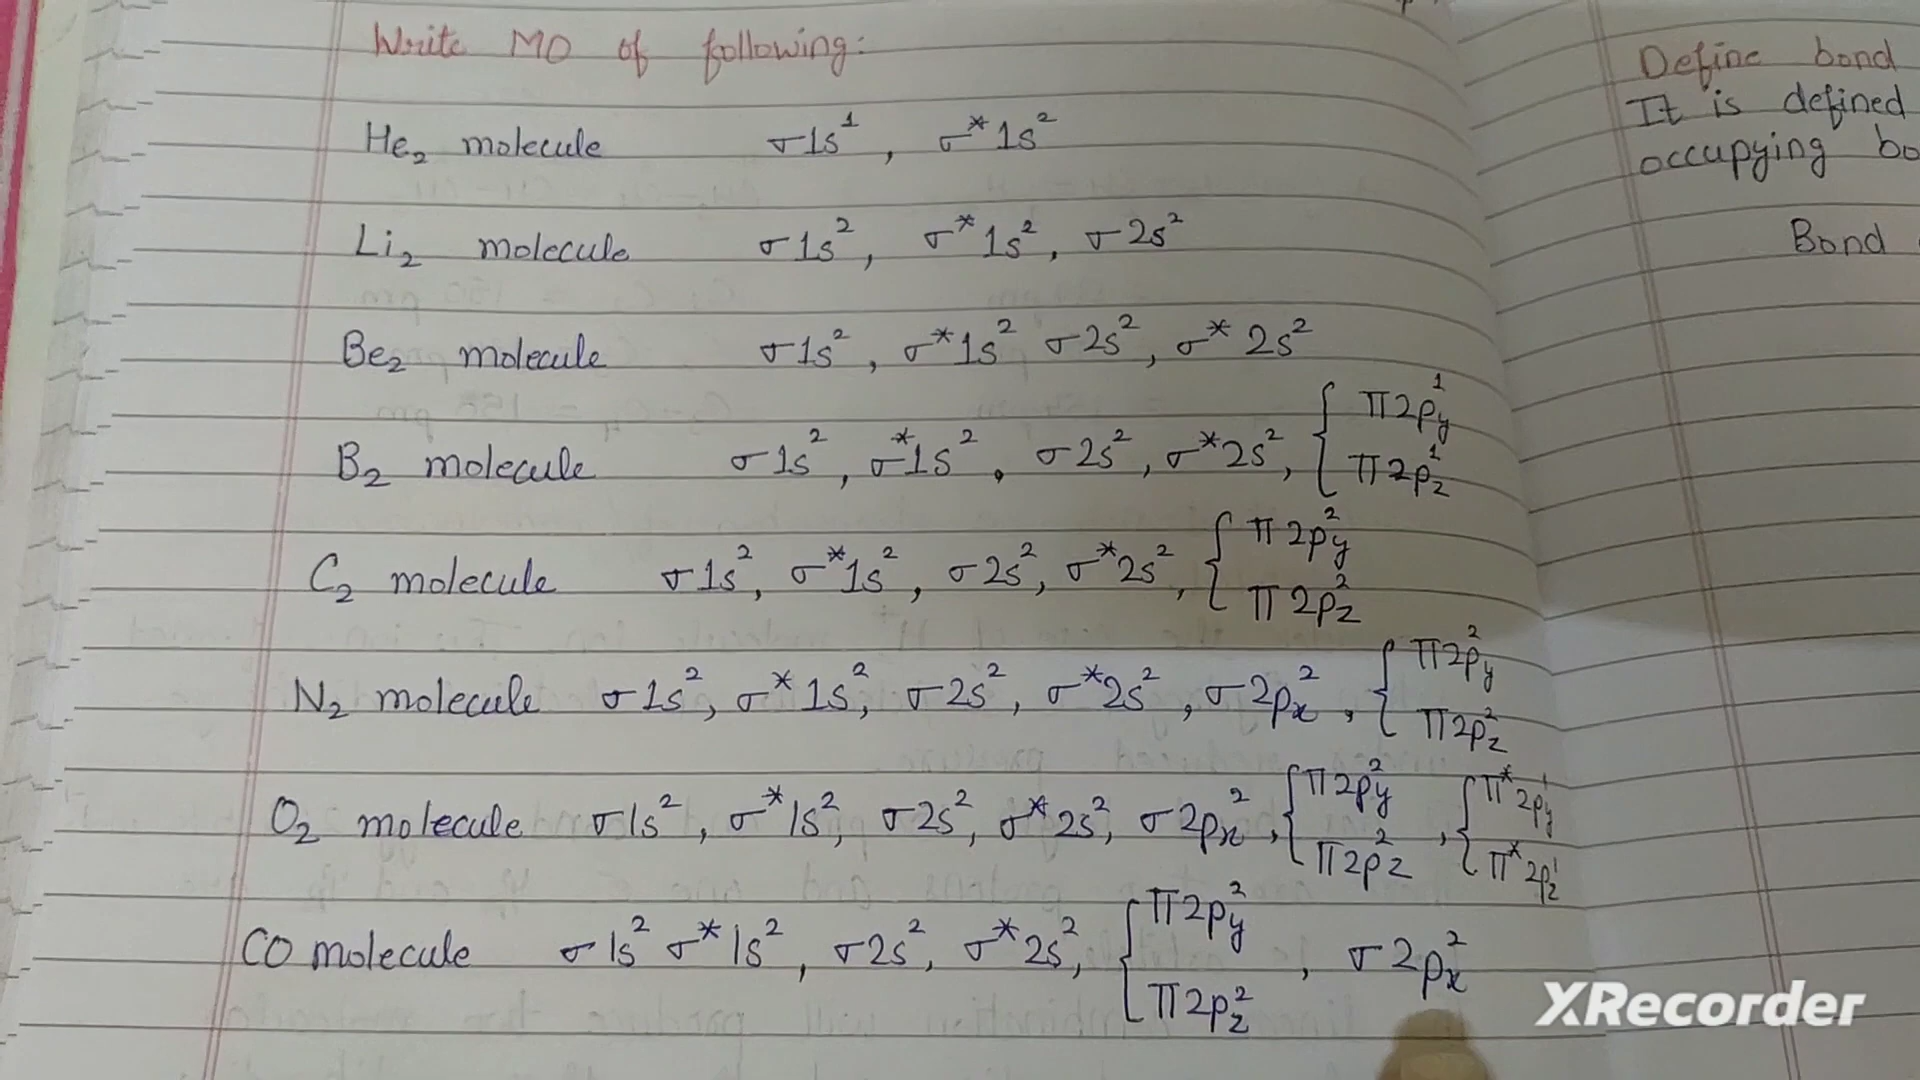 Write MO of following:
He₂ molecule σ1s¹, σ*1s²
Li₂ molecule σ1s², σ*1s², σ2s²
Be₂ molecule σ1s², σ*1s² σ2s², σ*2s²
B₂ molecule σ1s², σ*1s², σ2s², σ*2s², { π2py¹
π2pz¹
C₂ molecule σ1s², σ*1s², σ2s², σ*2s², { π2py²
π2pz²
N₂ molecule σ1s², σ*1s², σ2s², σ*2s², σ2px², { π2py²
π2pz²
O₂ molecule σ1s², σ*1s², σ2s², σ*2s², σ2px², { π2py², { π*2py¹
π2pz² π*2pz¹
CO molecule σ1s² σ*1s², σ2s², σ*2s², { π2py², σ2px²
π2pz²
Define bond
It is defined
occupying bo
Bond
XRecorder